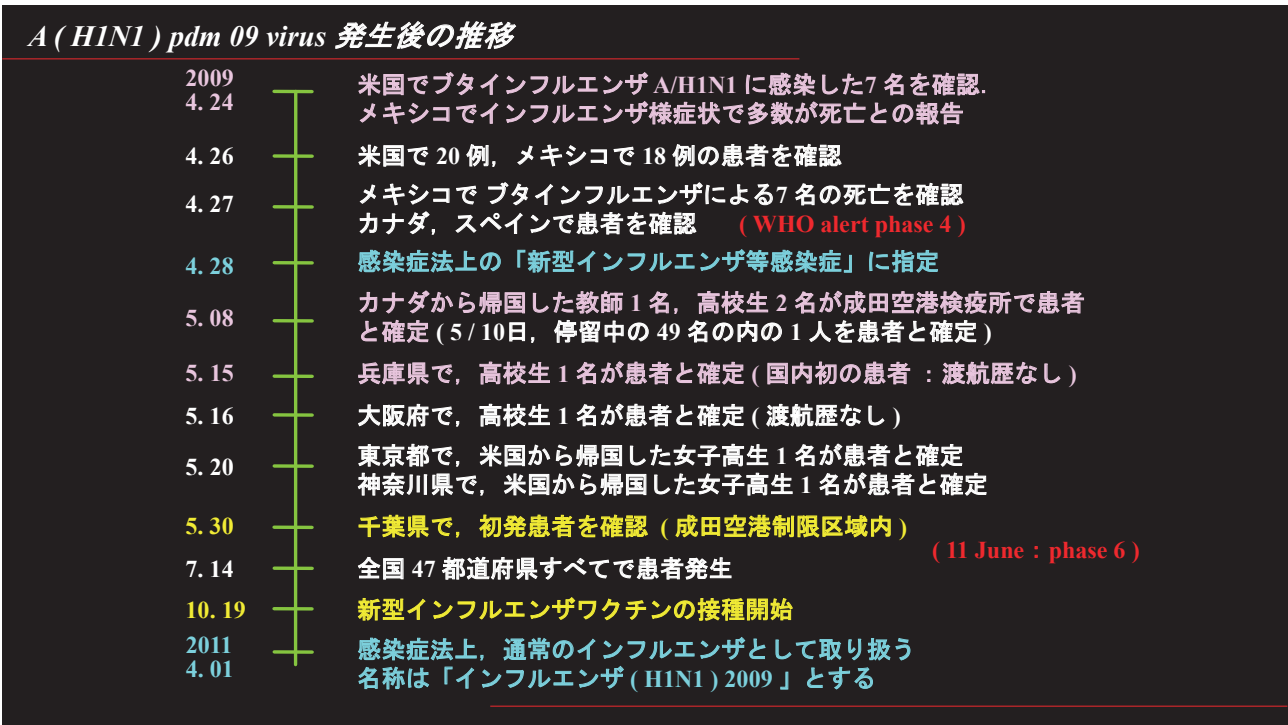 A ( H1N1 ) pdm 09 virus 発生後の推移
2009
4. 24
米国でブタインフルエンザ A/H1N1 に感染した7 名を確認.
メキシコでインフルエンザ様症状で多数が死亡との報告
4. 26
米国で 20 例，メキシコで 18 例の患者を確認
4. 27
メキシコで ブタインフルエンザによる7 名の死亡を確認
カナダ，スペインで患者を確認 ( WHO alert phase 4 )
4. 28
感染症法上の「新型インフルエンザ等感染症」に指定
5. 08
カナダから帰国した教師 1 名，高校生 2 名が成田空港検疫所で患者
と確定 ( 5 / 10日，停留中の 49 名の内の 1 人を患者と確定 )
5. 15
兵庫県で，高校生 1 名が患者と確定 ( 国内初の患者 ：渡航歴なし )
5. 16
大阪府で，高校生 1 名が患者と確定 ( 渡航歴なし )
5. 20
東京都で，米国から帰国した女子高生 1 名が患者と確定
神奈川県で，米国から帰国した女子高生 1 名が患者と確定
5. 30
千葉県で，初発患者を確認 ( 成田空港制限区域内 )
( 11 June：phase 6 )
7. 14
全国 47 都道府県すべてで患者発生
10. 19
新型インフルエンザワクチンの接種開始
2011
4. 01
感染症法上，通常のインフルエンザとして取り扱う
名称は「インフルエンザ ( H1N1 ) 2009 」とする